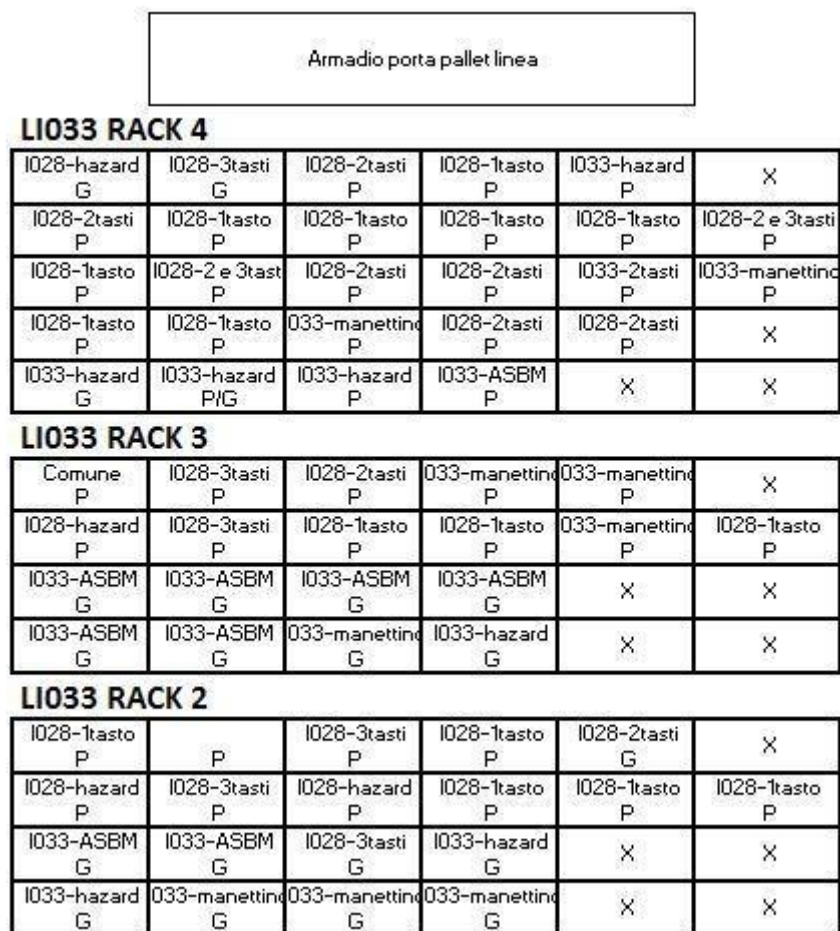 Armadio porta pallet linea
LI033 RACK 4
I028-hazard I028-3tasti I028-2tasti I028-1tasto I033-hazard X
G G P P P
I028-2tasti I028-1tasto I028-1tasto I028-1tasto I028-1tasto I028-2 e 3tasti
P P P P P P
I028-1tasto I028-2 e 3tast I028-2tasti I028-2tasti I033-2tasti I033-manettino
P P P P P P
I028-1tasto I028-1tasto 033-manettino I028-2tasti I028-2tasti X
P P P P P
I033-hazard I033-hazard I033-hazard I033-ASBM X X
G P/G P P
LI033 RACK 3
Comune I028-3tasti I028-2tasti 033-manettino 033-manettino X
P P P P P
I028-hazard I028-3tasti I028-1tasto I028-1tasto 033-manettino I028-1tasto
P P P P P P
I033-ASBM I033-ASBM I033-ASBM I033-ASBM X X
G G G G
I033-ASBM I033-ASBM 033-manettino I033-hazard X X
G G G G
LI033 RACK 2
I028-1tasto I028-3tasti I028-1tasto I028-2tasti X
P P P P G
I028-hazard I028-3tasti I028-hazard I028-1tasto I028-1tasto I028-1tasto
P P P P P P
I033-ASBM I033-ASBM I028-3tasti I033-hazard X X
G G G G
I033-hazard 033-manettino 033-manettino 033-manettino X X
G G G G